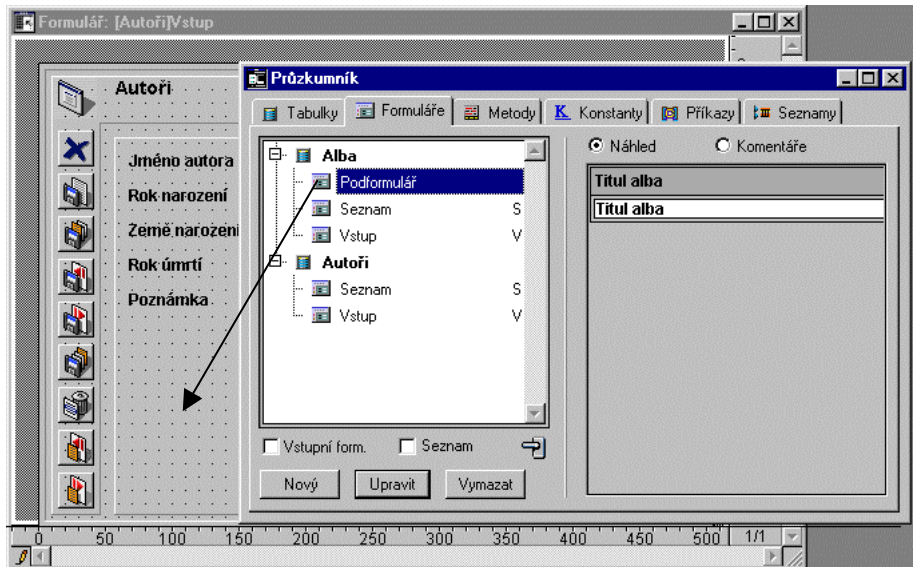 Formulář: [Autoři]Vstup
Autoři
Jméno autora
Rok narození
Země narození
Rok úmrtí
Poznámka
Průzkumník
Tabulky Formuláře Metody K Konstanty Příkazy Seznamy
Alba
Podformulář
Seznam S
Vstup V
Autoři
Seznam S
Vstup V
Náhled Komentáře
Titul alba
Titul alba
Vstupní form. Seznam
Nový Upravit Vymazat
0 50 100 150 200 250 300 350 400 450 500 1/1